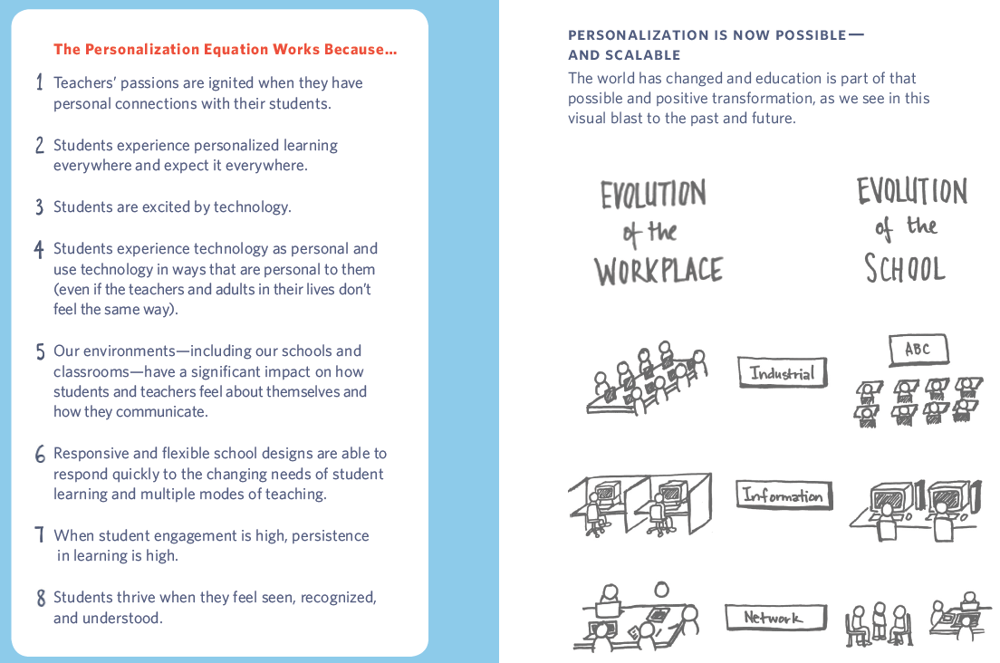 The Personalization Equation Works Because...
1 Teachers’ passions are ignited when they have
personal connections with their students.
2 Students experience personalized learning
everywhere and expect it everywhere.
3 Students are excited by technology.
4 Students experience technology as personal and
use technology in ways that are personal to them
(even if the teachers and adults in their lives don’t
feel the same way).
5 Our environments—including our schools and
classrooms—have a significant impact on how
students and teachers feel about themselves and
how they communicate.
6 Responsive and flexible school designs are able to
respond quickly to the changing needs of student
learning and multiple modes of teaching.
7 When student engagement is high, persistence
in learning is high.
8 Students thrive when they feel seen, recognized,
and understood.
PERSONALIZATION IS NOW POSSIBLE—
AND SCALABLE
The world has changed and education is part of that
possible and positive transformation, as we see in this
visual blast to the past and future.
EVOLUTION
of the
WORKPLACE
EVOLUTION
of the
SCHOOL
Industrial
ABC
Information
Network